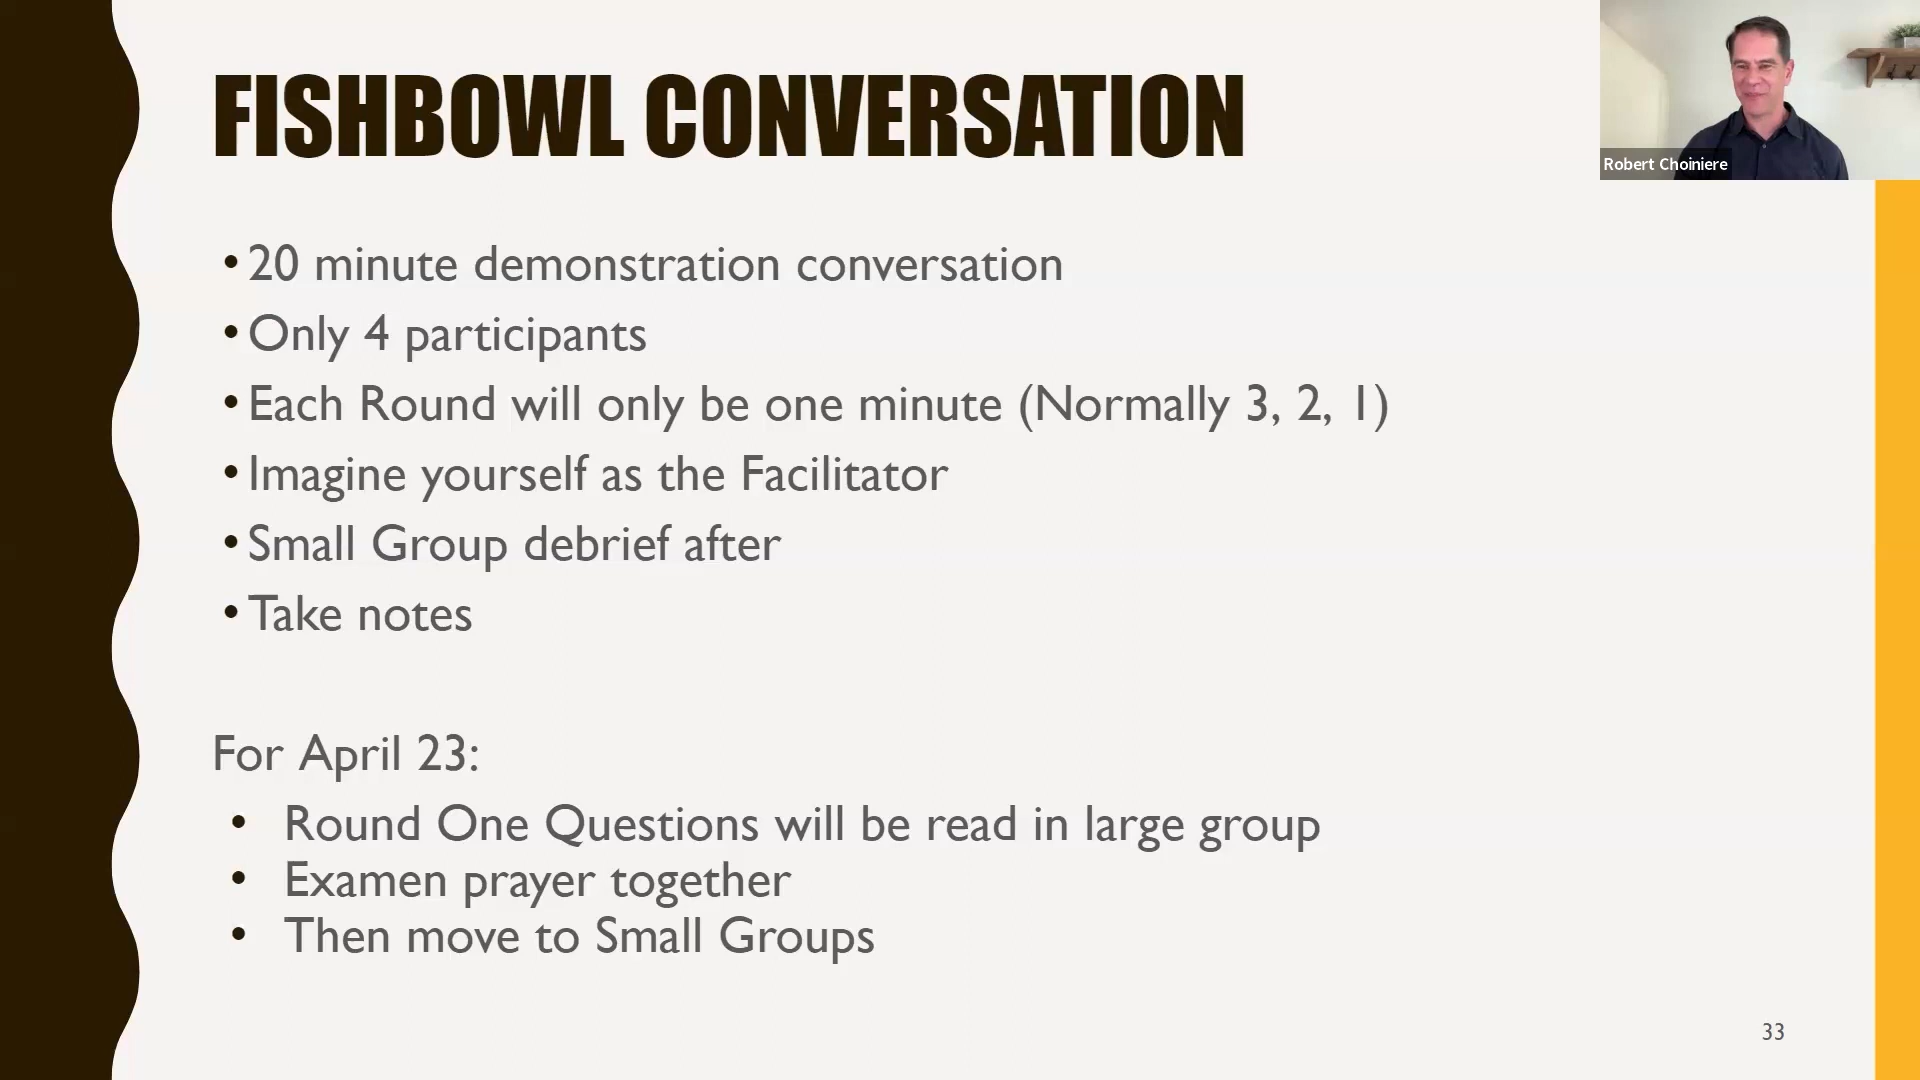 FISHBOWL CONVERSATION
Robert Choiniere
•20 minute demonstration conversation
•Only 4 participants
•Each Round will only be one minute (Normally 3, 2, 1)
•Imagine yourself as the Facilitator
•Small Group debrief after
•Take notes
For April 23:
• Round One Questions will be read in large group
• Examen prayer together
• Then move to Small Groups
33